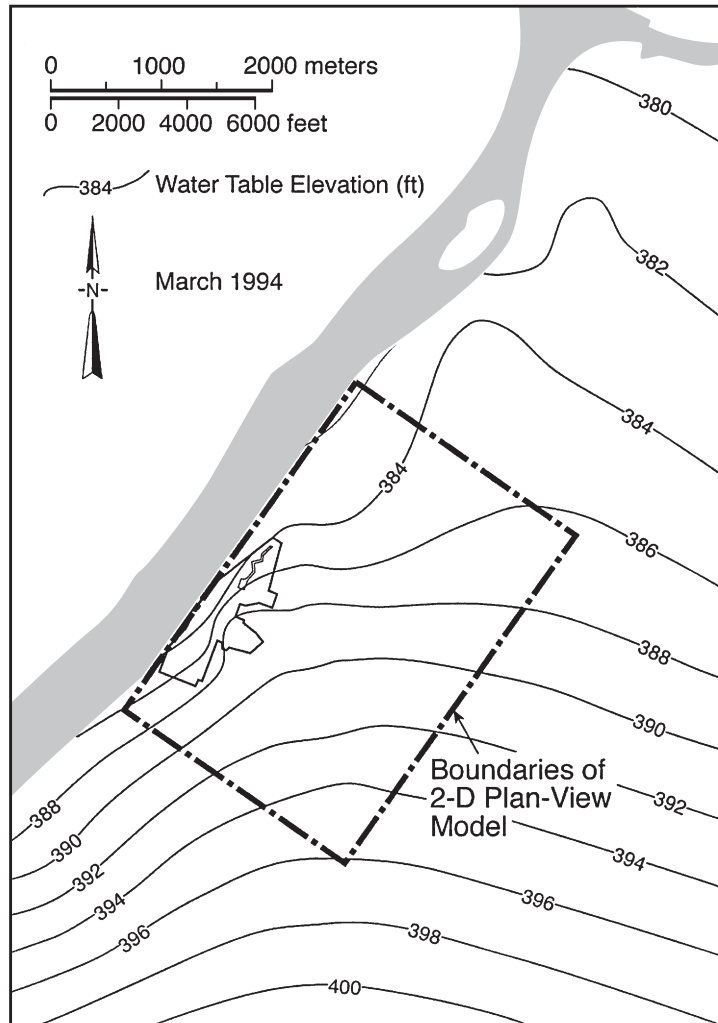 0 1000 2000 meters
0 2000 4000 6000 feet
384 Water Table Elevation (ft)
N
March 1994
380
382
384
384
386
388
390
Boundaries of
2-D Plan-View
Model
392
394
388
390
392
394
396
396
398
400